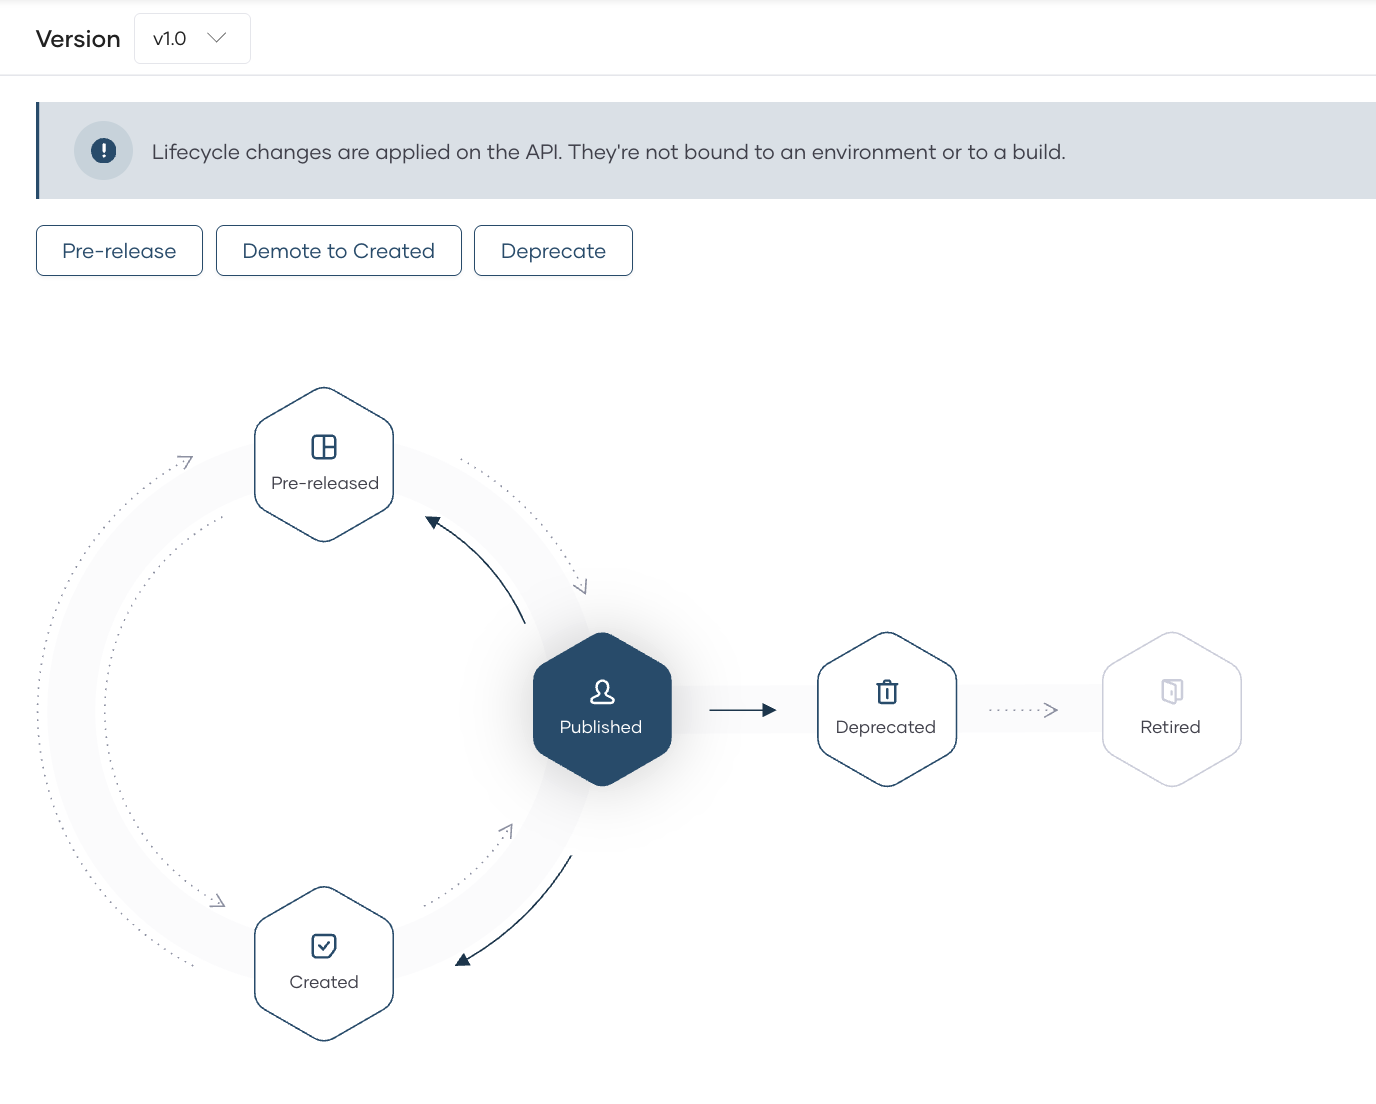 Version v1.0
Lifecycle changes are applied on the API. They're not bound to an environment or to a build.
Pre-release Demote to Created Deprecate
Pre-released
Published Deprecated Retired
Created